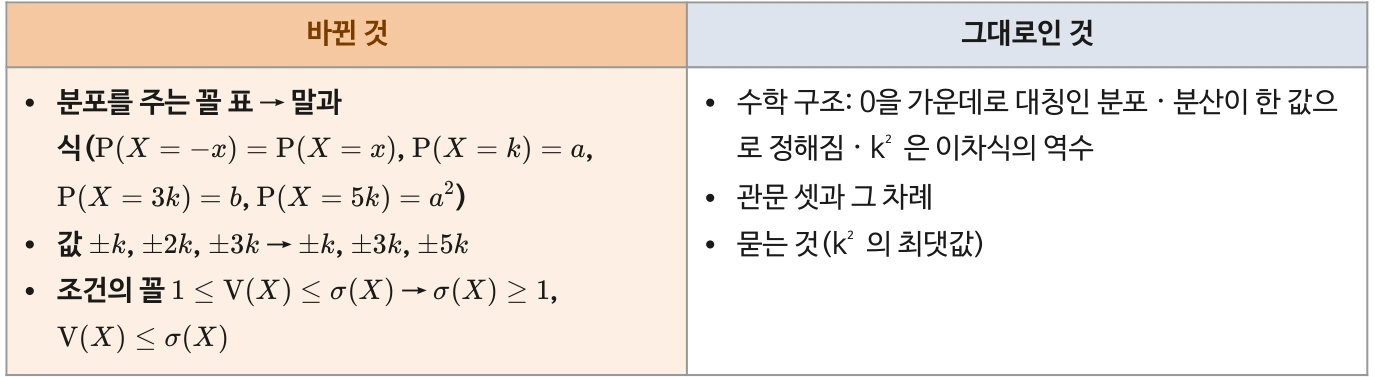 바뀐 것
그대로인 것
• 분포를 주는 꼴 표 → 말과
식(P(X = −x) = P(X = x), P(X = k) = a,
P(X = 3k) = b, P(X = 5k) = a²)
• 값 ±k, ±2k, ±3k → ±k, ±3k, ±5k
• 조건의 꼴 1 ≤ V(X) ≤ σ(X) → σ(X) ≥ 1,
V(X) ≤ σ(X)
• 수학 구조: 0을 가운데로 대칭인 분포 · 분산이 한 값으
로 정해짐 · k² 은 이차식의 역수
• 관문 셋과 그 차례
• 묻는 것(k² 의 최댓값)